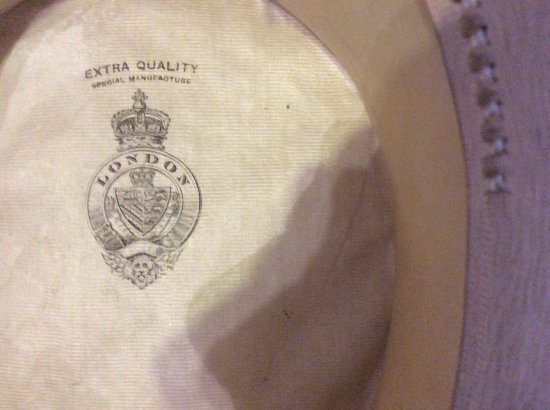 EXTRA QUALITY
SPECIAL MANUFACTURE
LONDON